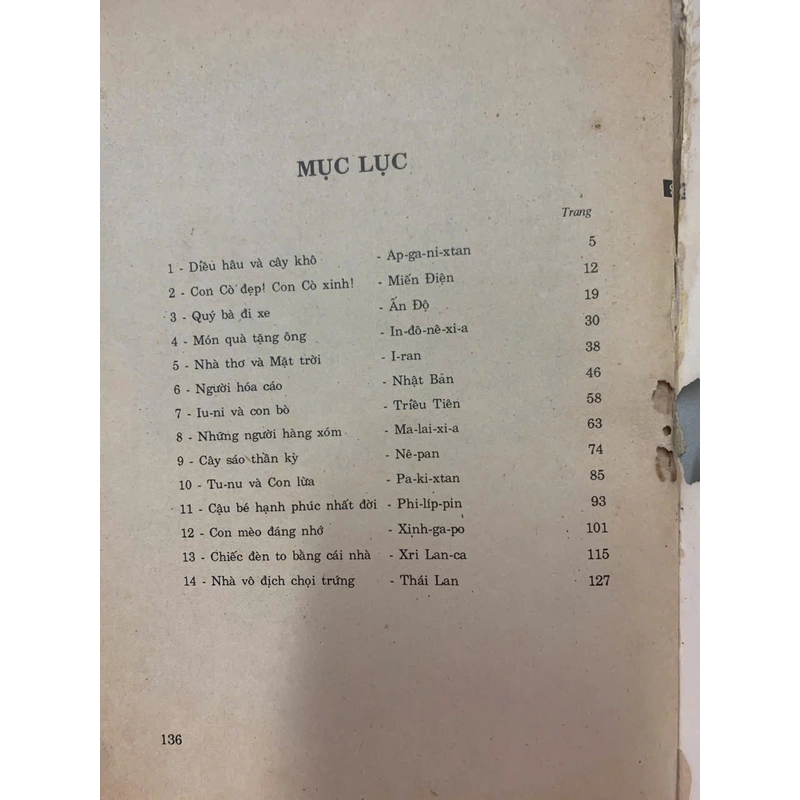 MỤC LỤC
Trang
1 - Diều hâu và cây khô - Ap-ga-ni-xtan 5
2 - Con Cò đẹp! Con Cò xinh! - Miến Điện 12
3 - Quý bà đi xe - Ấn Độ 19
4 - Món quà tặng ông - In-đô-nê-xi-a 30
5 - Nhà thơ và Mặt trời - I-ran 38
6 - Người hóa cáo - Nhật Bản 46
7 - Iu-ni và con bò - Triều Tiên 58
8 - Những người hàng xóm - Ma-lai-xi-a 63
9 - Cây sáo thần kỳ - Nê-pan 74
10 - Tu-nu và Con lừa - Pa-ki-xtan 85
11 - Cậu bé hạnh phúc nhất đời - Phi-líp-pin 93
12 - Con mèo đáng nhớ - Xinh-ga-po 101
13 - Chiếc đèn to bằng cái nhà - Xri Lan-ca 115
14 - Nhà vô địch chọi trứng - Thái Lan 127
136